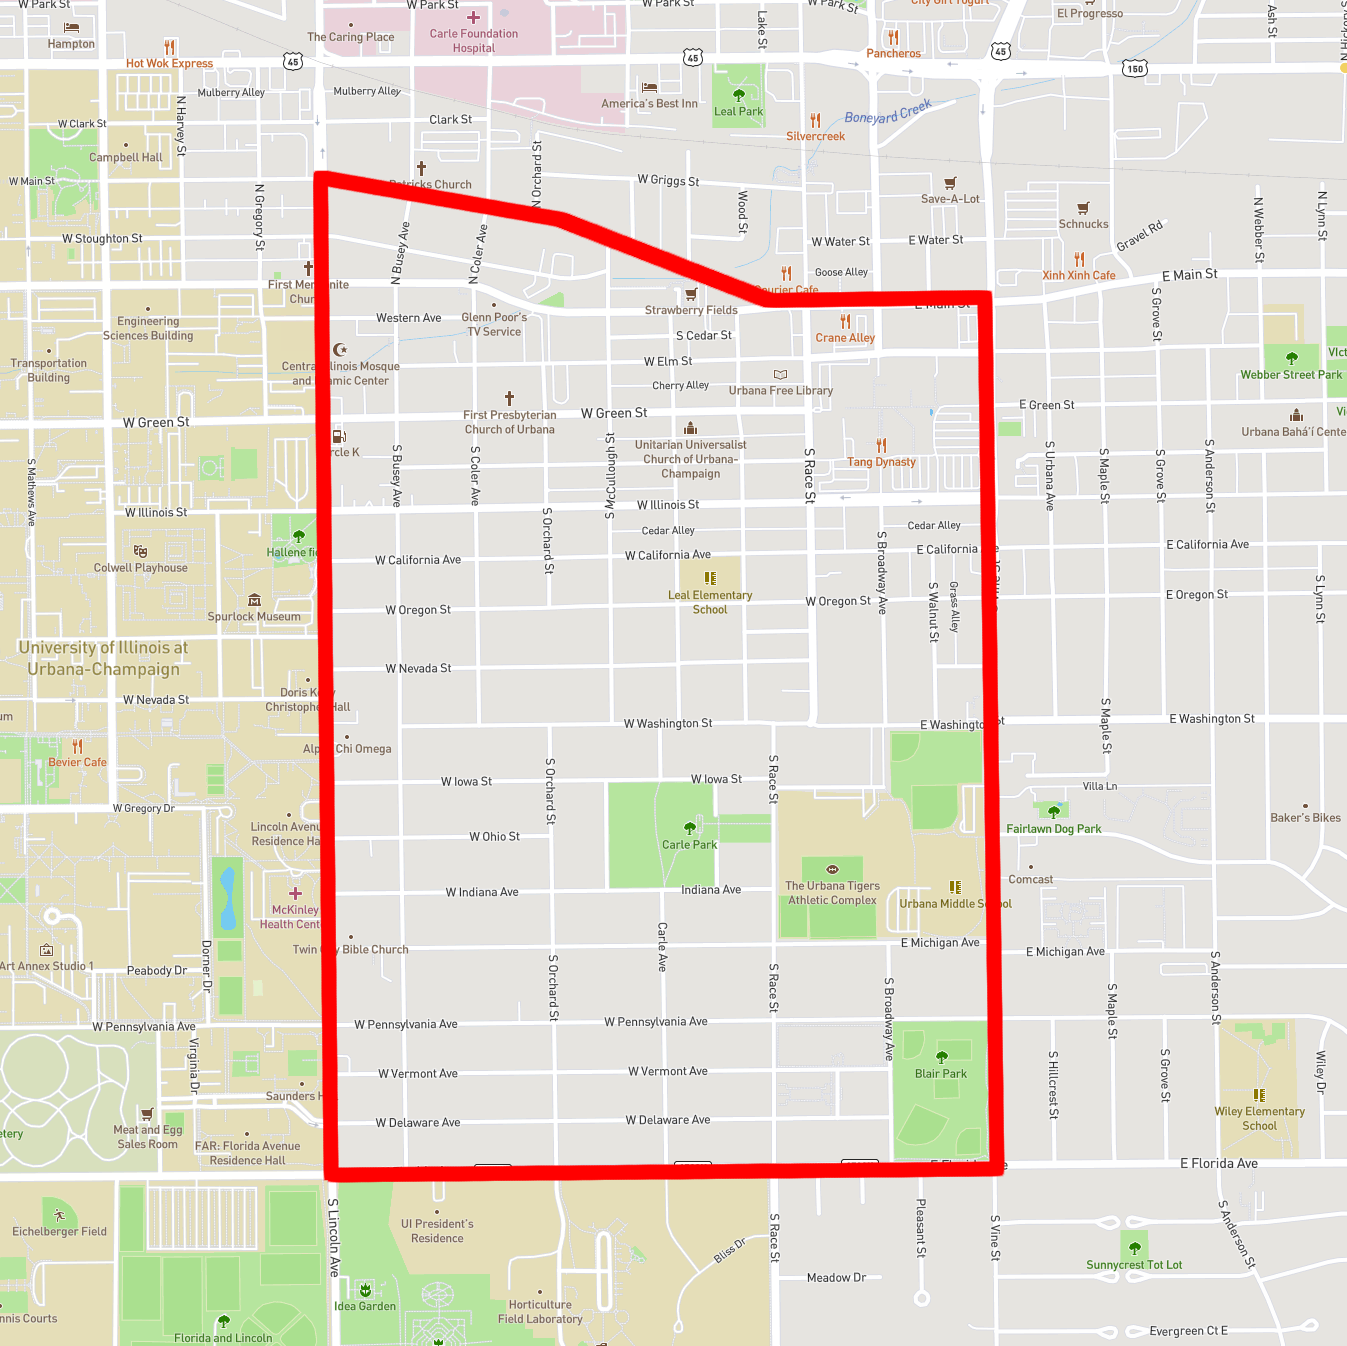 W Park St
W Park St
W Park St
W Park St
City Girl Yogurt
El Progresso
Ash St
Hampton
The Caring Place
Carle Foundation
Hospital
Lake St
Pancheros
Hot Wok Express
45
45
45
150
Mulberry Alley
Mulberry Alley
America's Best Inn
Leal Park
Boneyard Creek
N Harvey St
W Clark St
Clark St
Silvercreek
Campbell Hall
W Main St
N Gregory St
Patricks Church
N Orchard St
W Griggs St
Wood St
Save-A-Lot
Schnucks
N Webber St
N Lynn St
W Stoughton St
N Busey Ave
N Coler Ave
W Water St
E Water St
Gravel Rd
Goose Alley
Xinh Xinh Cafe
E Main St
First Mennonite
Church
Courier Cafe
E Main St
Engineering
Sciences Building
Western Ave
Glenn Poor's
TV Service
Strawberry Fields
S Cedar St
Crane Alley
S Grove St
Transportation
Building
Central Illinois Mosque
and Islamic Center
W Elm St
Cherry Alley
Urbana Free Library
Webber Street Park
W Green St
First Presbyterian
Church of Urbana
W Green St
E Green St
Urbana Bahá'í Cente
Circle K
Unitarian Universalist
Church of Urbana-
Champaign
Tang Dynasty
S Mathews Ave
S Busey Ave
S Coler Ave
S McCullough St
S Race St
S Urbana Ave
S Maple St
S Grove St
S Anderson St
W Illinois St
W Illinois St
Hallene fie
S Orchard St
Cedar Alley
Cedar Alley
Colwell Playhouse
W California Ave
W California Ave
E California Ave
E California Ave
S Broadway Ave
S Walnut St
Grass Alley
Leal Elementary
School
Spurlock Museum
W Oregon St
W Oregon St
E Oregon St
S Lynn St
University of Illinois at
Urbana-Champaign
W Nevada St
W Nevada St
Doris Kelly
Christopher Hall
um
W Washington St
E Washington St
E Washington St
S Maple St
Alpha Chi Omega
Bevier Cafe
W Iowa St
W Iowa St
S Orchard St
S Race St
Villa Ln
W Gregory Dr
Lincoln Avenue
Residence Hall
W Ohio St
Carle Park
Fairlawn Dog Park
Baker's Bikes
McKinley
Health Center
W Indiana Ave
Indiana Ave
The Urbana Tigers
Athletic Complex
Urbana Middle School
Comcast
Twin City Bible Church
Carle Ave
E Michigan Ave
E Michigan Ave
Art Annex Studio 1
Peabody Dr
Dorner Dr
S Orchard St
S Race St
S Broadway Ave
S Maple St
S Anderson St
W Pennsylvania Ave
W Pennsylvania Ave
W Pennsylvania Ave
Virginia Dr
W Vermont Ave
W Vermont Ave
Blair Park
S Hillcrest St
S Grove St
Wiley Dr
Saunders H
Meat and Egg
Sales Room
W Delaware Ave
W Delaware Ave
Wiley Elementary
School
etery
FAR: Florida Avenue
Residence Hall
E Florida Ave
E Florida Ave
Eichelberger Field
S Lincoln Ave
UI President's
Residence
S Race St
Pleasant St
S Vine St
S Anderson St
Bliss Dr
Sunnycrest Tot Lot
Meadow Dr
Idea Garden
Horticulture
Field Laboratory
nnis Courts
Florida and Lincoln
Evergreen Ct E